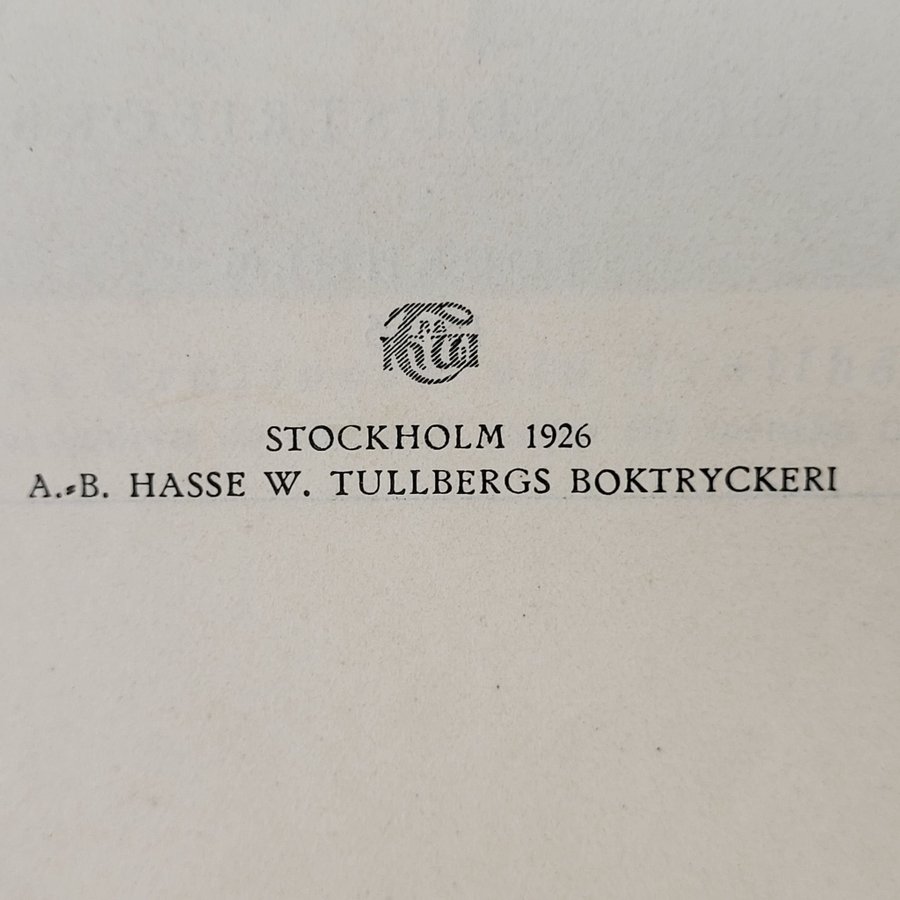 STOCKHOLM 1926
A.-B. HASSE W. TULLBERGS BOKTRYCKERI